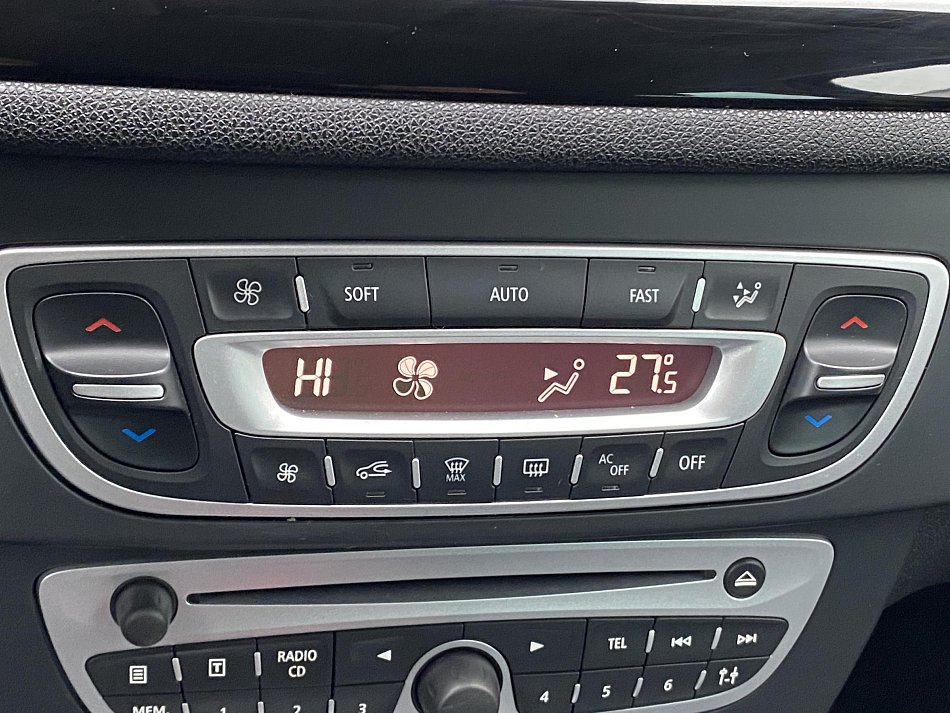 SOFT AUTO FAST
HI 27.5°
MAX AC OFF OFF
RADIO CD TEL
MEM. 1 2 3 4 5 6